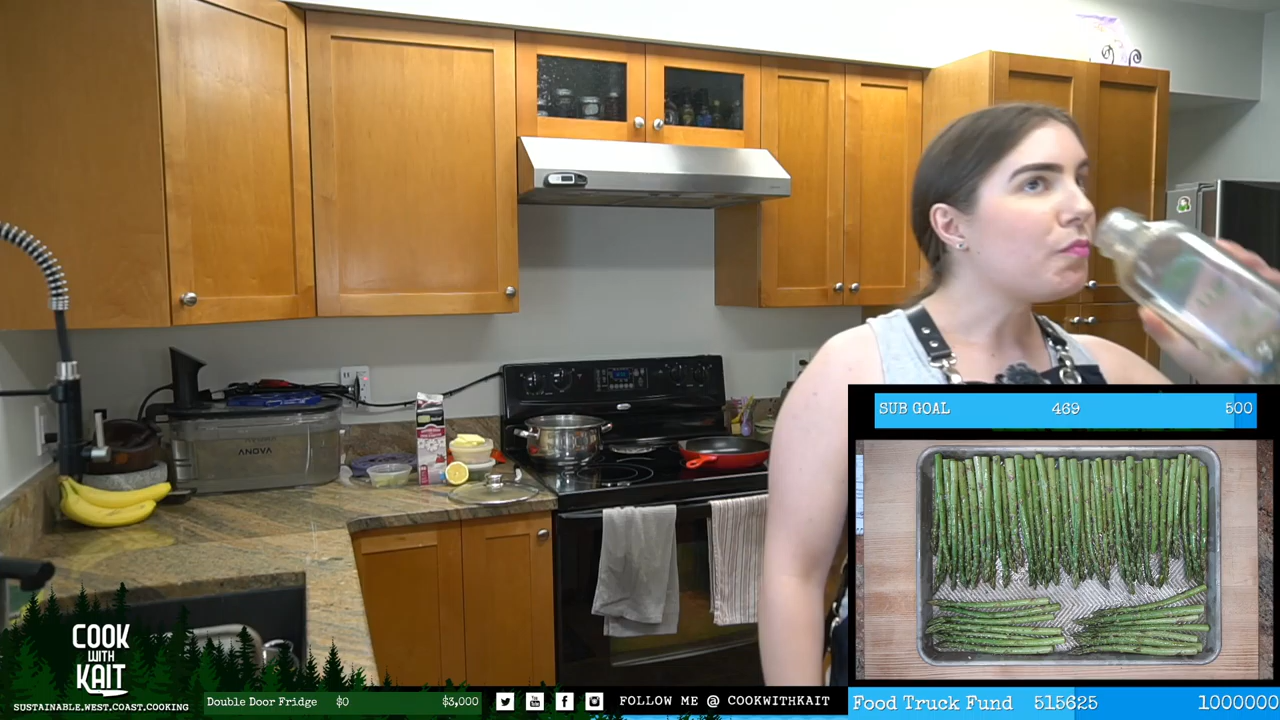 ANOVA
SUB GOAL 469 500
COOK
WITH
KAIT
SUSTAINABLE.WEST.COAST.COOKING
Double Door Fridge $0 $3,000
FOLLOW ME @ COOKWITHKAIT
Food Truck Fund 515625 1000000